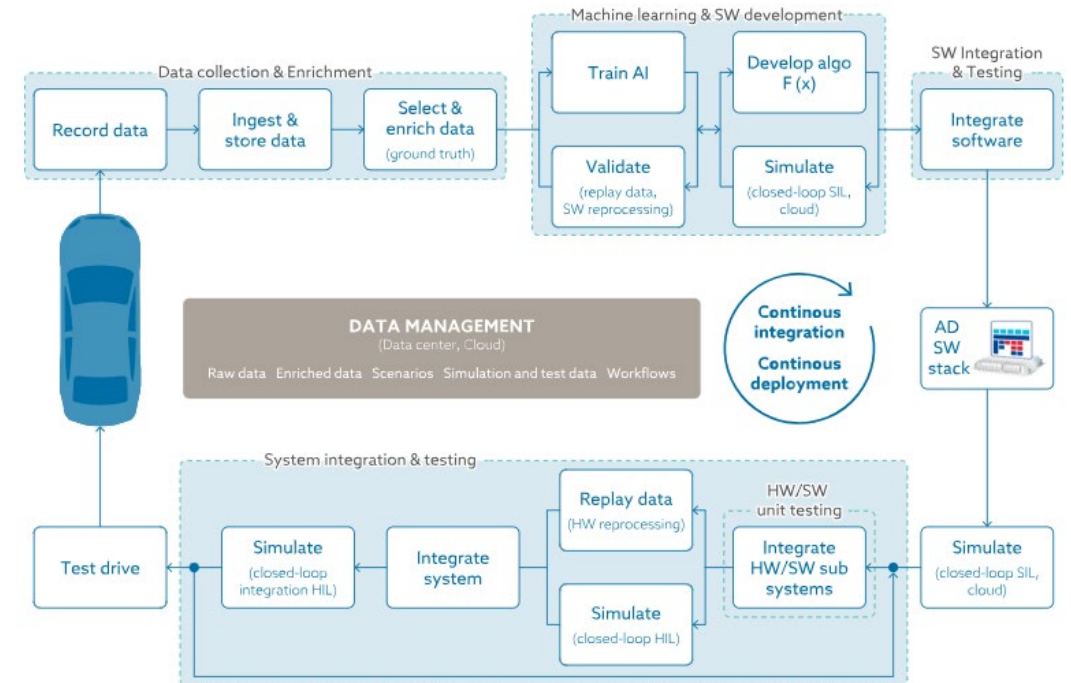 Machine learning & SW development
SW Integration
& Testing
Data collection & Enrichment
Record data
Ingest &
store data
Select &
enrich data
(ground truth)
Train AI
Develop algo
F (x)
Validate
(replay data,
SW reprocessing)
Simulate
(closed-loop SIL,
cloud)
Integrate
software
DATA MANAGEMENT
(Data center, Cloud)
Raw data Enriched data Scenarios Simulation and test data Workflows
Continous
integration
Continous
deployment
AD
SW
stack
System integration & testing
HW/SW
unit testing
Test drive
Simulate
(closed-loop
integration HIL)
Integrate
system
Replay data
(HW reprocessing)
Simulate
(closed-loop HIL)
Integrate
HW/SW sub
systems
Simulate
(closed-loop SIL,
cloud)